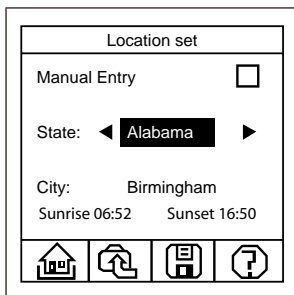 Location set
Manual Entry
State: Alabama
City: Birmingham
Sunrise 06:52 Sunset 16:50
?